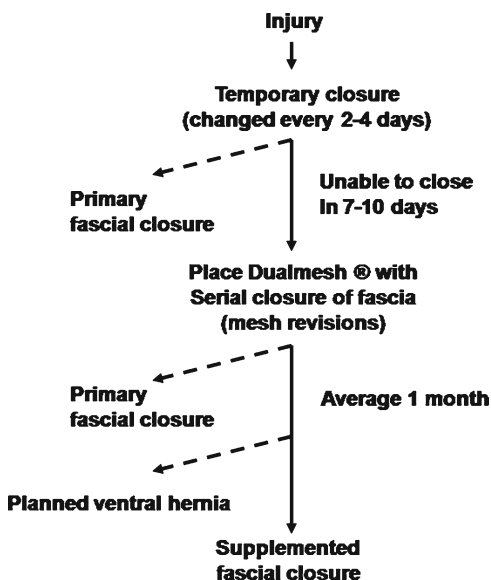 Injury
Temporary closure
(changed every 2-4 days)
Unable to close
In 7-10 days
Primary
fascial closure
Place Dualmesh ® with
Serial closure of fascia
(mesh revisions)
Primary
fascial closure
Average 1 month
Planned ventral hernia
Supplemented
fascial closure